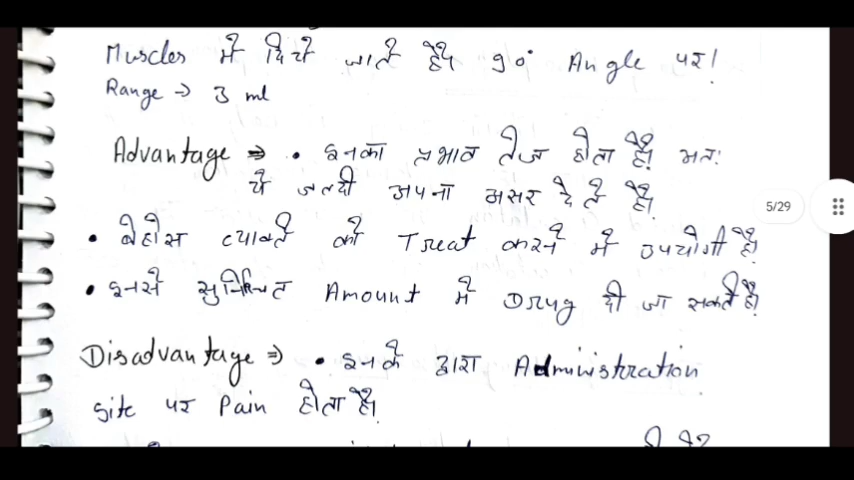 Muscles में दिये जाते हैं 90° Angle पर।
Range → 3 ml
Advantage ⇒ • इनका प्रभाव तेज होता है। अतः
ये जल्दी अपना असर देते हैं।
• बेहोस व्यक्ति को Treat करने में उपयोगी है।
• इनसे सुनिश्चित Amount में Drug दी जा सकती है।
5/29
Disadvantage ⇒ • इनके द्वारा Administration
site पर Pain होता है।